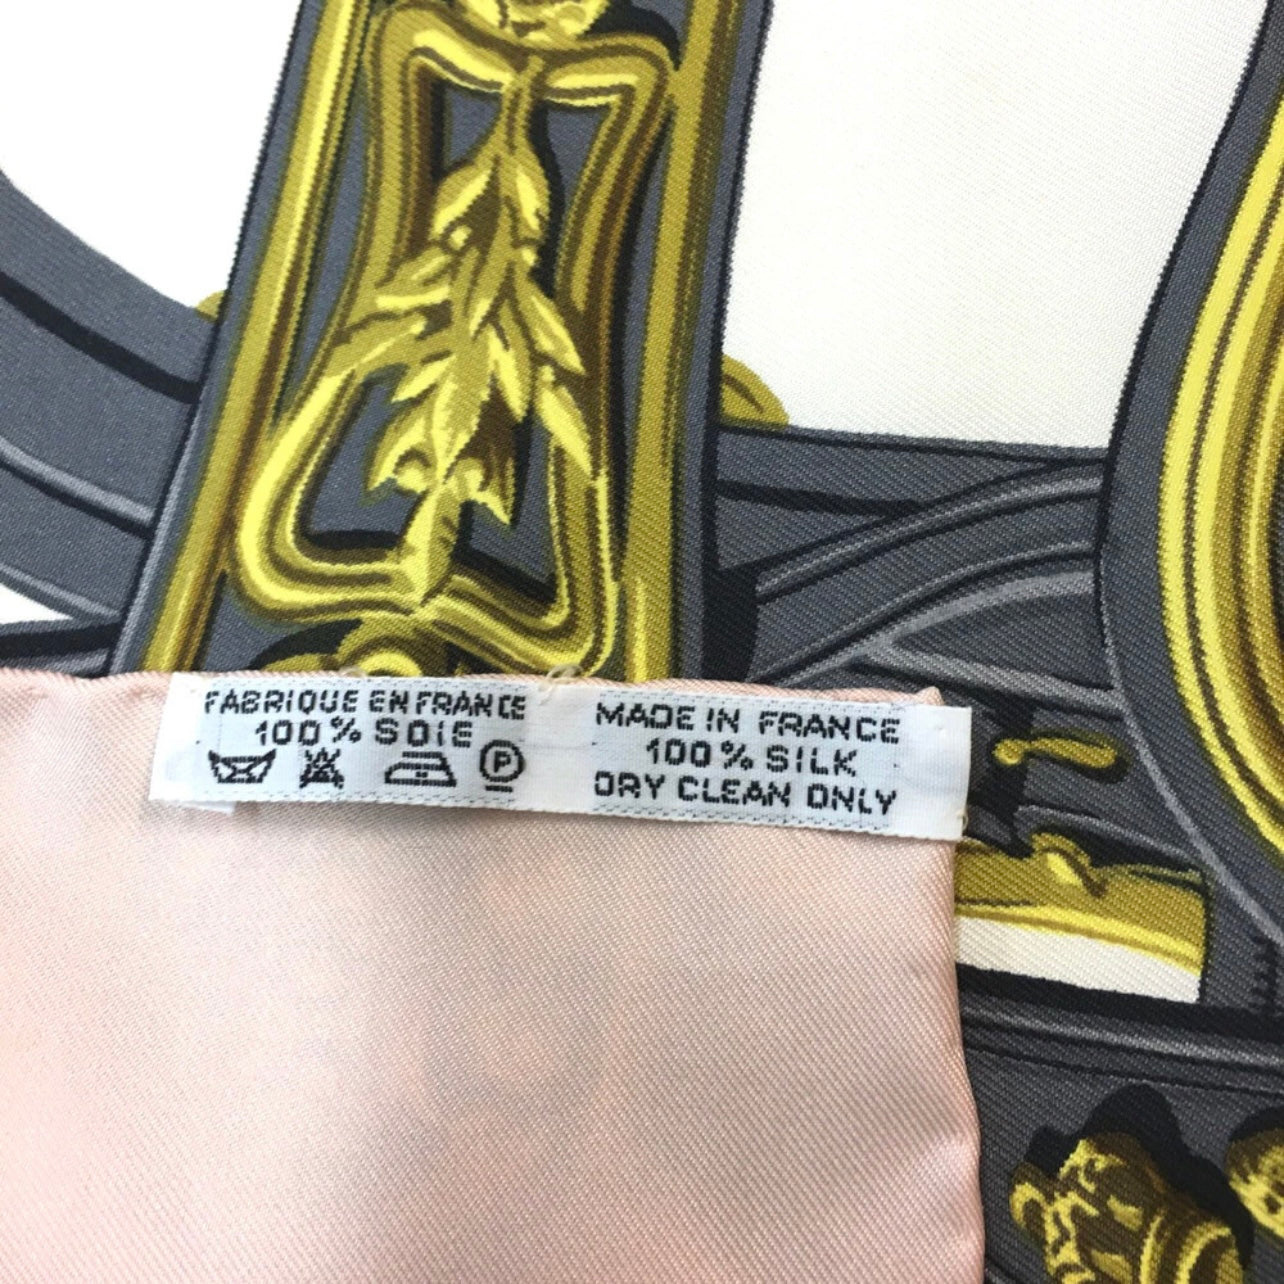 FABRIQUE EN FRANCE
100% SOIE
P
MADE IN FRANCE
100% SILK
DRY CLEAN ONLY